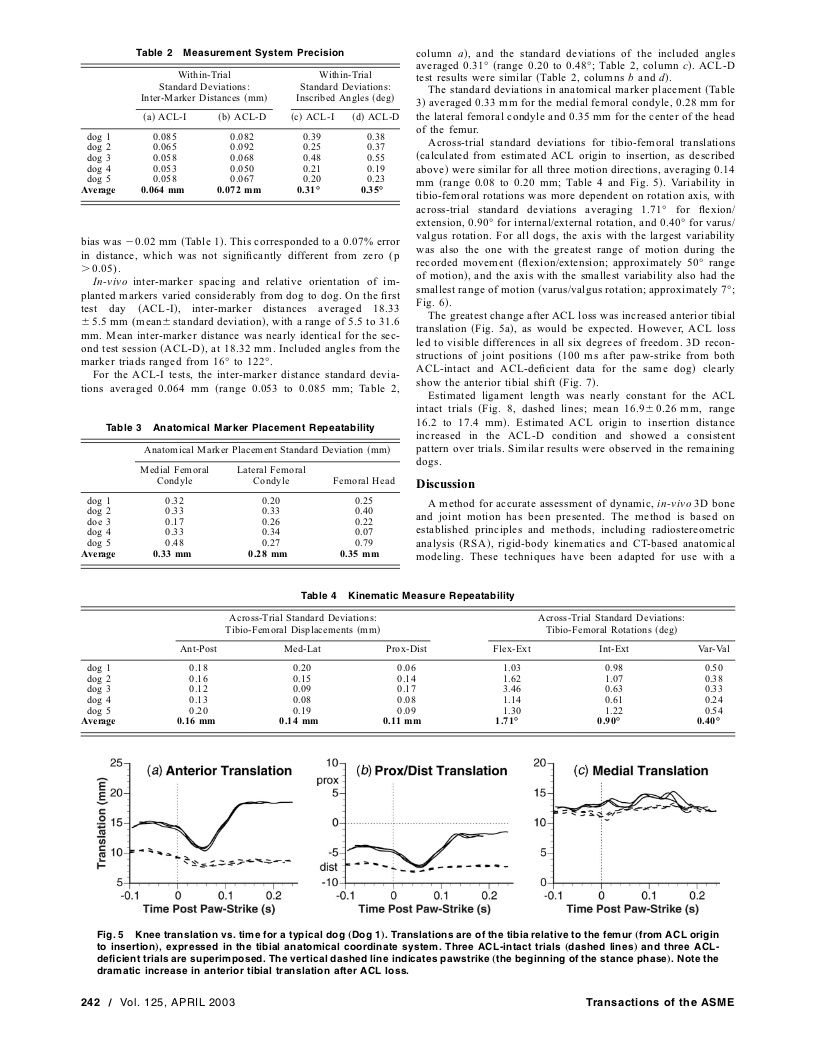 Table 2 Measurement System Precision
Within-Trial
Standard Deviations:
Inter-Marker Distances (mm)
Within-Trial
Standard Deviations:
Inscribed Angles (deg)
(a) ACL-I (b) ACL-D (c) ACL-I (d) ACL-D
dog 1 0.085 0.082 0.39 0.38
dog 2 0.065 0.092 0.25 0.37
dog 3 0.058 0.068 0.48 0.55
dog 4 0.053 0.050 0.21 0.19
dog 5 0.058 0.067 0.20 0.23
Average 0.064 mm 0.072 mm 0.31° 0.35°
bias was −0.02 mm (Table 1). This corresponded to a 0.07% error
in distance, which was not significantly different from zero (p
>0.05).
In-vivo inter-marker spacing and relative orientation of im-
planted markers varied considerably from dog to dog. On the first
test day (ACL-I), inter-marker distances averaged 18.33
±5.5 mm (mean±standard deviation), with a range of 5.5 to 31.6
mm. Mean inter-marker distance was nearly identical for the sec-
ond test session (ACL-D), at 18.32 mm. Included angles from the
marker triads ranged from 16° to 122°.
For the ACL-I tests, the inter-marker distance standard devia-
tions averaged 0.064 mm (range 0.053 to 0.085 mm; Table 2,
Table 3 Anatomical Marker Placement Repeatability
Anatomical Marker Placement Standard Deviation (mm)
Medial Femoral
Condyle
Lateral Femoral
Condyle
Femoral Head
dog 1 0.32 0.20 0.25
dog 2 0.33 0.33 0.40
doe 3 0.17 0.26 0.22
dog 4 0.33 0.34 0.07
dog 5 0.48 0.27 0.79
Average 0.33 mm 0.28 mm 0.35 mm
column a), and the standard deviations of the included angles
averaged 0.31° (range 0.20 to 0.48°; Table 2, column c). ACL-D
test results were similar (Table 2, columns b and d).
The standard deviations in anatomical marker placement (Table
3) averaged 0.33 mm for the medial femoral condyle, 0.28 mm for
the lateral femoral condyle and 0.35 mm for the center of the head
of the femur.
Across-trial standard deviations for tibio-femoral translations
(calculated from estimated ACL origin to insertion, as described
above) were similar for all three motion directions, averaging 0.14
mm (range 0.08 to 0.20 mm; Table 4 and Fig. 5). Variability in
tibio-femoral rotations was more dependent on rotation axis, with
across-trial standard deviations averaging 1.71° for flexion/
extension, 0.90° for internal/external rotation, and 0.40° for varus/
valgus rotation. For all dogs, the axis with the largest variability
was also the one with the greatest range of motion during the
recorded movement (flexion/extension; approximately 50° range
of motion), and the axis with the smallest variability also had the
smallest range of motion (varus/valgus rotation; approximately 7°;
Fig. 6).
The greatest change after ACL loss was increased anterior tibial
translation (Fig. 5a), as would be expected. However, ACL loss
led to visible differences in all six degrees of freedom. 3D recon-
structions of joint positions (100 ms after paw-strike from both
ACL-intact and ACL-deficient data for the same dog) clearly
show the anterior tibial shift (Fig. 7).
Estimated ligament length was nearly constant for the ACL
intact trials (Fig. 8, dashed lines; mean 16.9±0.26 mm, range
16.2 to 17.4 mm). Estimated ACL origin to insertion distance
increased in the ACL-D condition and showed a consistent
pattern over trials. Similar results were observed in the remaining
dogs.
Discussion
A method for accurate assessment of dynamic, in-vivo 3D bone
and joint motion has been presented. The method is based on
established principles and methods, including radiostereometric
analysis (RSA), rigid-body kinematics and CT-based anatomical
modeling. These techniques have been adapted for use with a
Table 4 Kinematic Measure Repeatability
Across-Trial Standard Deviations:
Tibio-Femoral Displacements (mm)
Across-Trial Standard Deviations:
Tibio-Femoral Rotations (deg)
Ant-Post Med-Lat Prox-Dist Flex-Ext Int-Ext Var-Val
dog 1 0.18 0.20 0.06 1.03 0.98 0.50
dog 2 0.16 0.15 0.14 1.62 1.07 0.38
dog 3 0.12 0.09 0.17 3.46 0.63 0.33
dog 4 0.13 0.08 0.08 1.14 0.61 0.24
dog 5 0.20 0.19 0.09 1.30 1.22 0.54
Average 0.16 mm 0.14 mm 0.11 mm 1.71° 0.90° 0.40°
(a) Anterior Translation
Translation (mm)
25
20
15
10
5
-0.1 0 0.1 0.2
Time Post Paw-Strike (s)
(b) Prox/Dist Translation
10
prox
5
0
-5
dist
-10
-0.1 0 0.1 0.2
Time Post Paw-Strike (s)
(c) Medial Translation
20
15
10
5
0
-0.1 0 0.1 0.2
Time Post Paw-Strike (s)
Fig. 5 Knee translation vs. time for a typical dog (Dog 1). Translations are of the tibia relative to the femur (from ACL origin
to insertion), expressed in the tibial anatomical coordinate system. Three ACL-intact trials (dashed lines) and three ACL-
deficient trials are superimposed. The vertical dashed line indicates pawstrike (the beginning of the stance phase). Note the
dramatic increase in anterior tibial translation after ACL loss.
242 / Vol. 125, APRIL 2003
Transactions of the ASME